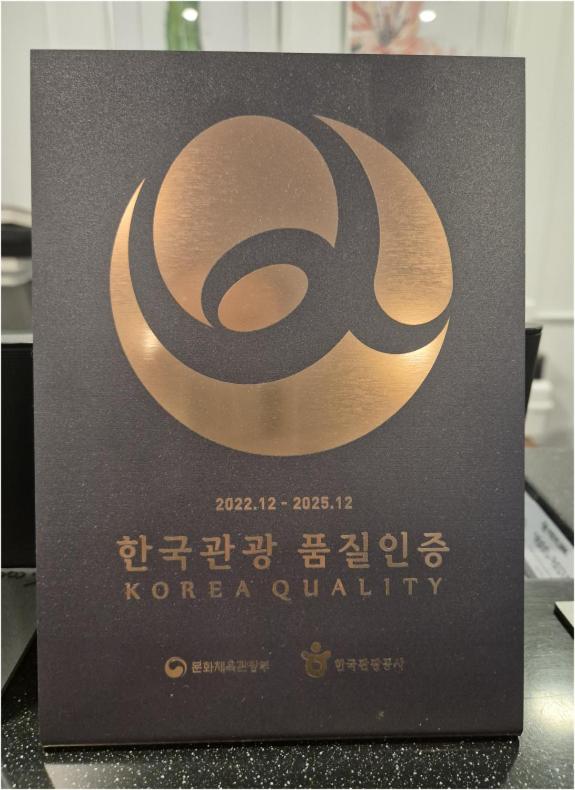 2022.12 - 2025.12
한국관광 품질인증
KOREA QUALITY
문화체육관광부 한국관광공사